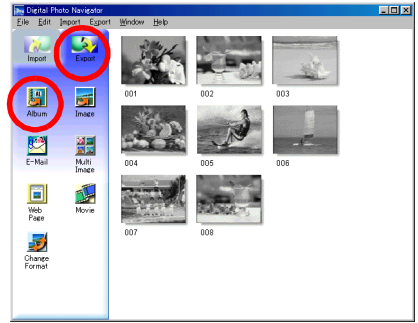 Digital Photo Navigator
File Edit Import Export Window Help
Import Export
Album Image
E-Mail Multi Image
Web Page Movie
Change Format
001 002 003
004 005 006
007 008